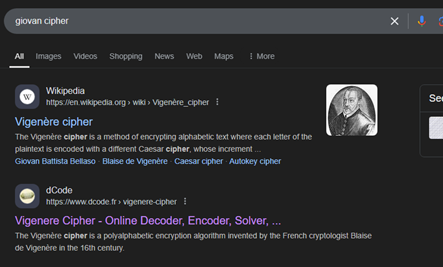 giovan cipher
All Images Videos Shopping News Web Maps More
Wikipedia
https://en.wikipedia.org › wiki › Vigenère_cipher
Vigenère cipher
The Vigenère cipher is a method of encrypting alphabetic text where each letter of the
plaintext is encoded with a different Caesar cipher, whose increment ...
Giovan Battista Bellaso · Blaise de Vigenère · Caesar cipher · Autokey cipher
See
dCode
https://www.dcode.fr › vigenere-cipher
Vigenere Cipher - Online Decoder, Encoder, Solver, ...
The Vigenère cipher is a polyalphabetic encryption algorithm invented by the French cryptologist Blaise
de Vigenère in the 16th century.